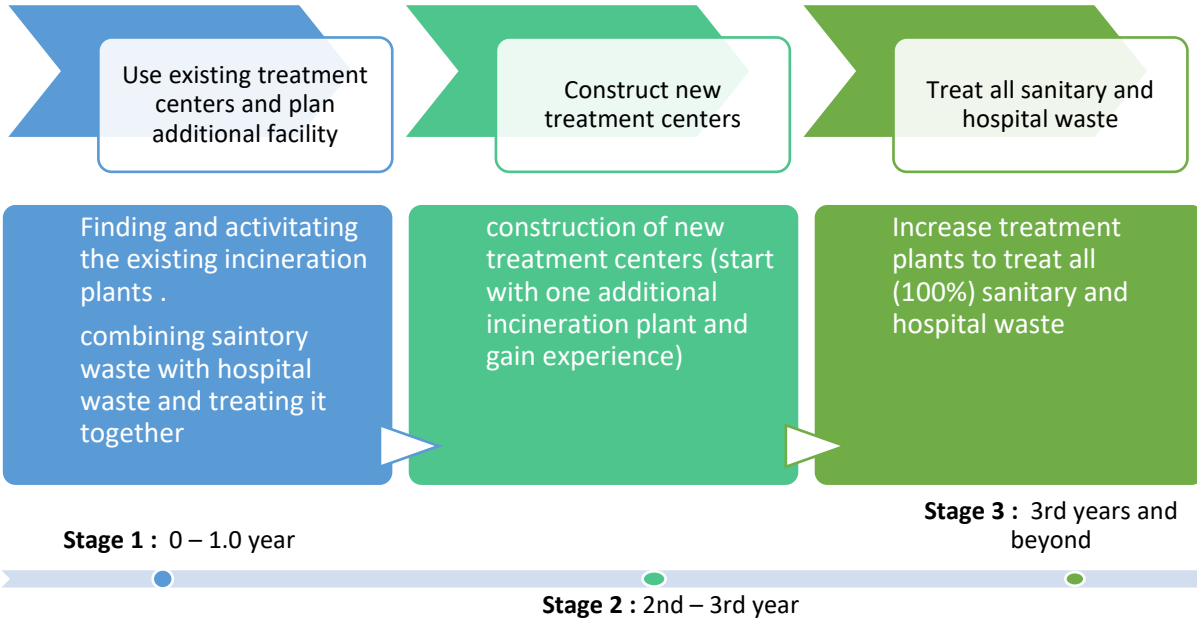 Use existing treatment
centers and plan
additional facility
Construct new
treatment centers
Treat all sanitary and
hospital waste
Finding and activitating
the existing incineration
plants .
combining saintory
waste with hospital
waste and treating it
together
construction of new
treatment centers (start
with one additional
incineration plant and
gain experience)
Increase treatment
plants to treat all
(100%) sanitary and
hospital waste
Stage 1 : 0 – 1.0 year
Stage 2 : 2nd – 3rd year
Stage 3 : 3rd years and
beyond